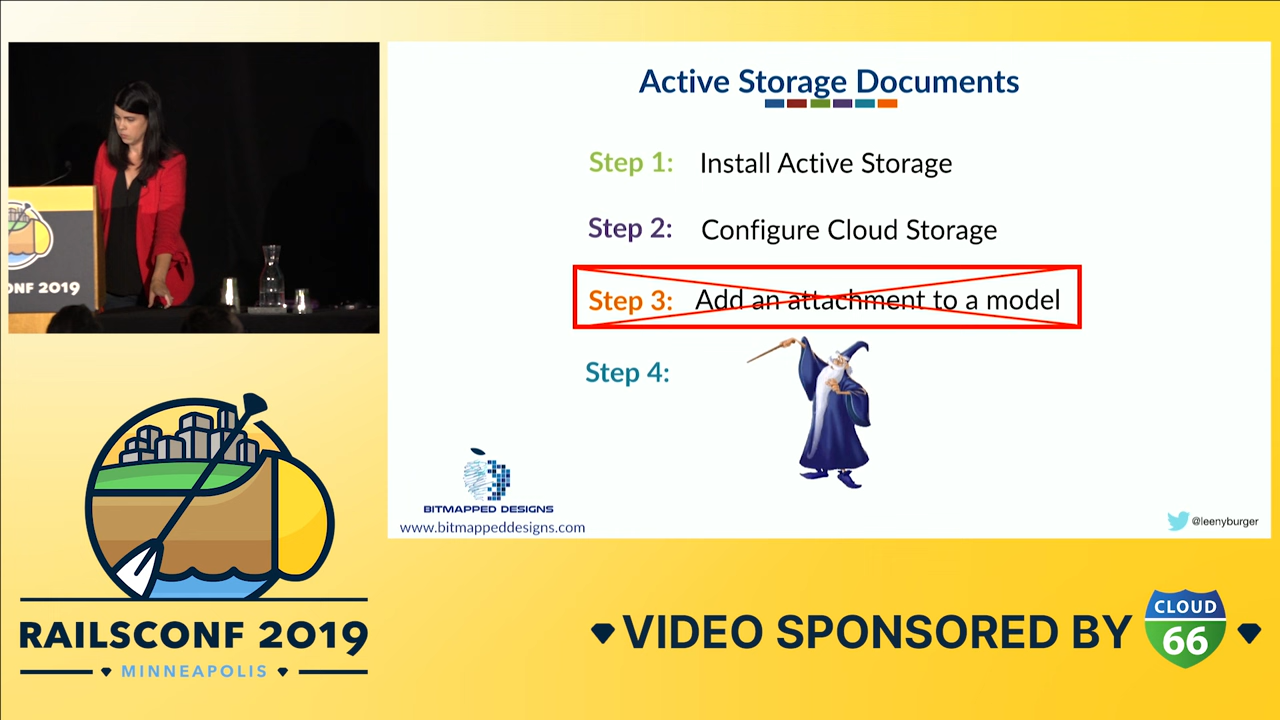 Active Storage Documents
Step 1: Install Active Storage
Step 2: Configure Cloud Storage
Step 3: Add an attachment to a model
Step 4:
BITMAPPED DESIGNS
www.bitmappeddesigns.com
@leenyburger
CONF 2019
RAILSCONF 2019
MINNEAPOLIS
VIDEO SPONSORED BY
CLOUD
66